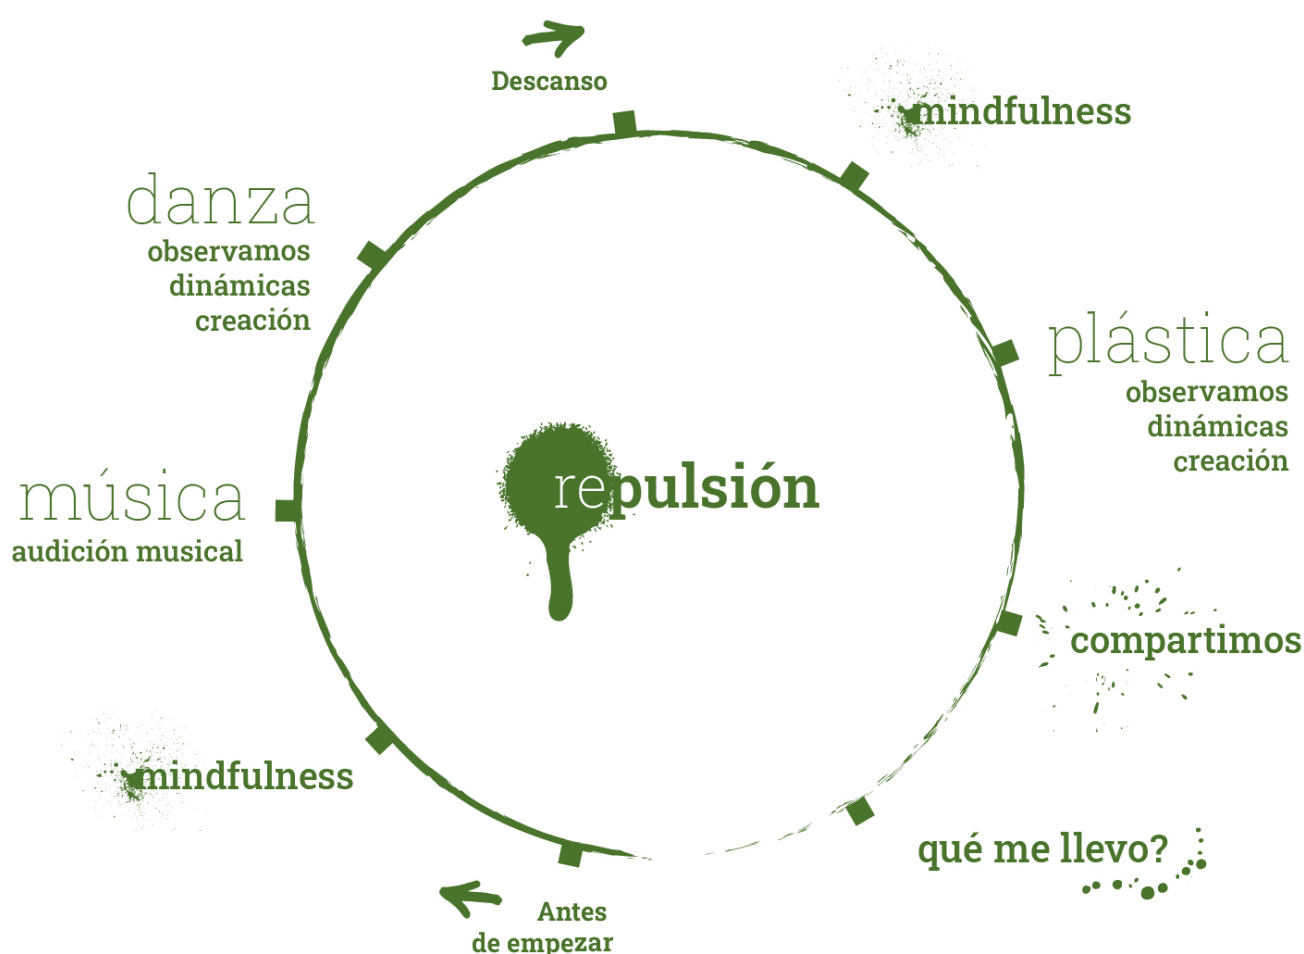 Descanso
mindfulness
danza
observamos
dinámicas
creación
plástica
observamos
dinámicas
creación
música
audición musical
repulsión
compartimos
mindfulness
qué me llevo?
Antes
de empezar